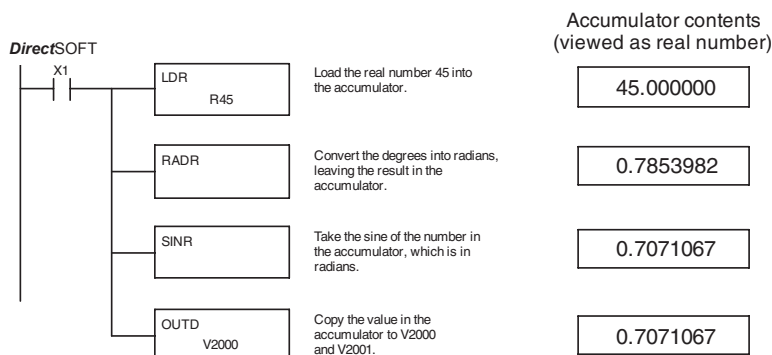 Accumulator contents
(viewed as real number)
DirectSOFT
X1
LDR
R45
Load the real number 45 into
the accumulator.
45.000000
RADR
Convert the degrees into radians,
leaving the result in the
accumulator.
0.7853982
SINR
Take the sine of the number in
the accumulator, which is in
radians.
0.7071067
OUTD
V2000
Copy the value in the
accumulator to V2000
and V2001.
0.7071067